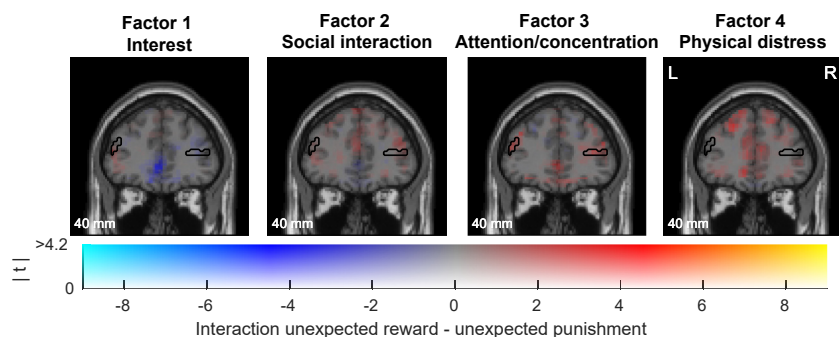 Factor 1
Interest
Factor 2
Social interaction
Factor 3
Attention/concentration
Factor 4
Physical distress
L
R
40 mm
40 mm
40 mm
40 mm
>4.2
| t |
0
-8
-6
-4
-2
0
2
4
6
8
Interaction unexpected reward - unexpected punishment